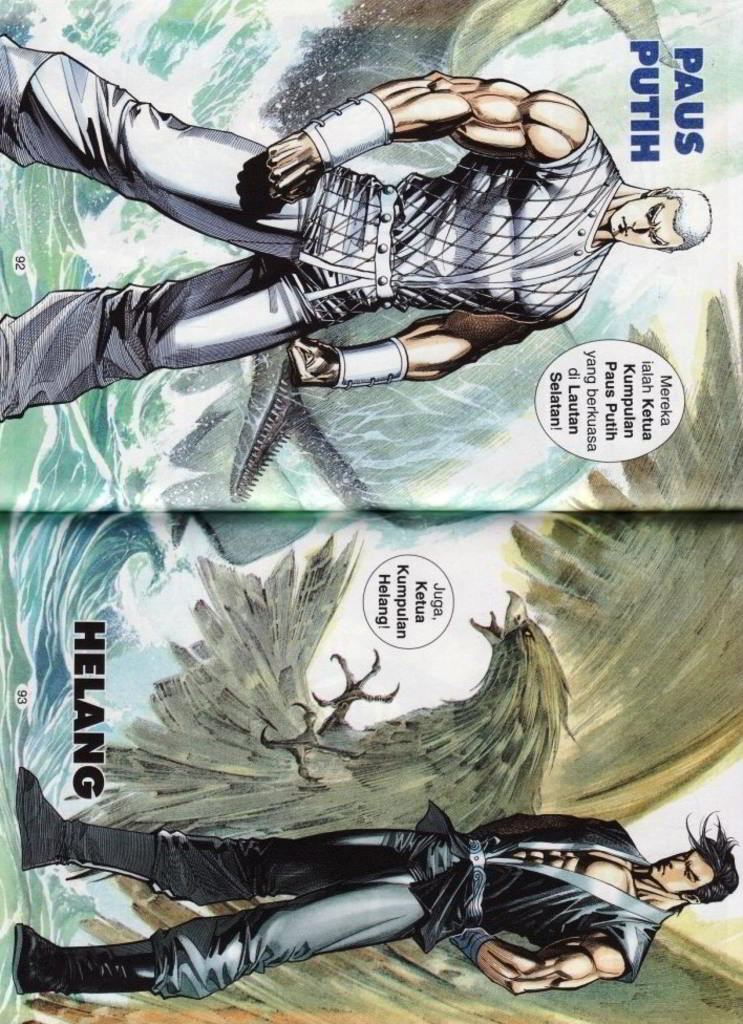 PAUS
PUTIH
Mereka
ialah Ketua
Kumpulan
Paus Putih
yang berkuasa
di Lautan
Selatan!
92
Juga,
Ketua
Kumpulan
Helang!
HELANG
93